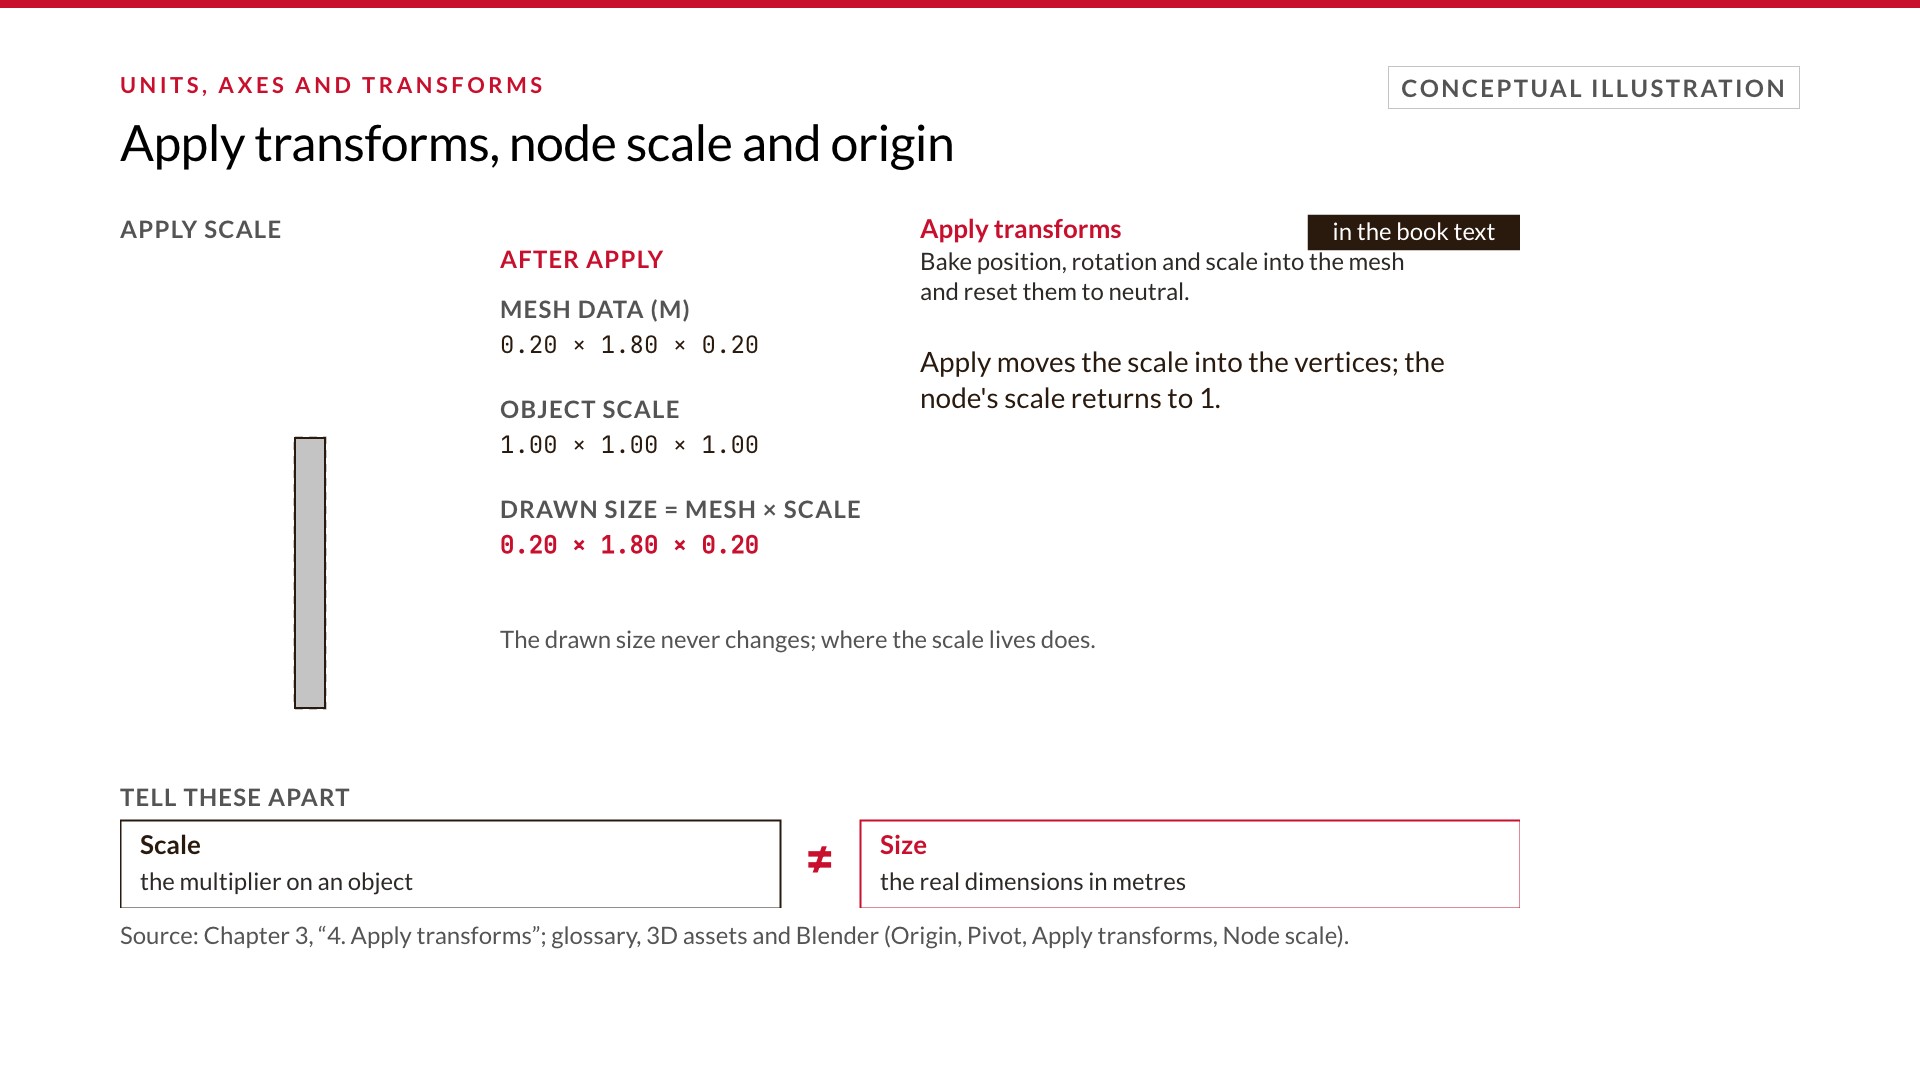 UNITS, AXES AND TRANSFORMS
CONCEPTUAL ILLUSTRATION
Apply transforms, node scale and origin
APPLY SCALE
AFTER APPLY
MESH DATA (M)
0.20 × 1.80 × 0.20
OBJECT SCALE
1.00 × 1.00 × 1.00
DRAWN SIZE = MESH × SCALE
0.20 × 1.80 × 0.20
Apply transforms
in the book text
Bake position, rotation and scale into the mesh
and reset them to neutral.
Apply moves the scale into the vertices; the
node's scale returns to 1.
The drawn size never changes; where the scale lives does.
TELL THESE APART
Scale
the multiplier on an object
≠
Size
the real dimensions in metres
Source: Chapter 3, “4. Apply transforms”; glossary, 3D assets and Blender (Origin, Pivot, Apply transforms, Node scale).